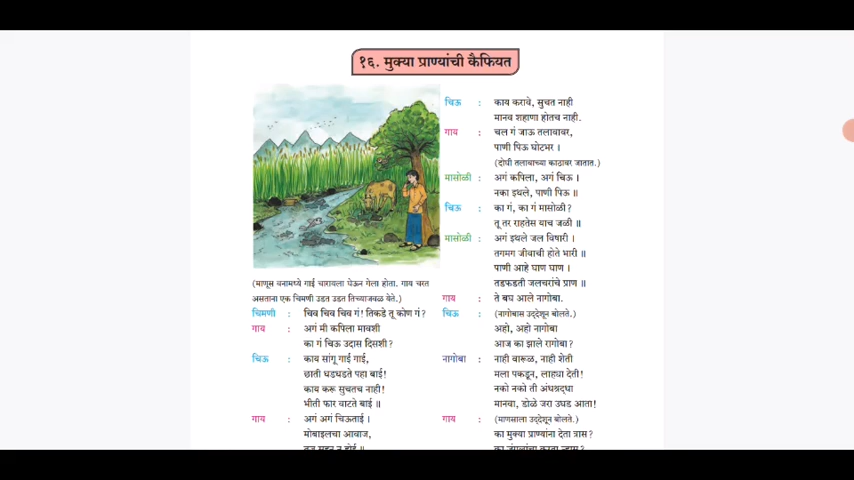 १६. मुक्या प्राण्यांची कैफियत
(माणूस वनामध्ये गाई चारायला घेऊन गेला होता. गाय चरत
असताना एक चिमणी उडत उडत तिच्याजवळ येते.)
चिमणी : चिव चिव चिव गं! तिकडे तू कोण गं?
गाय : अगं मी कपिला मावशी
का गं चिऊ उदास दिसशी?
चिऊ : काय सांगू गाई गाई,
छाती धडधडते पहा बाई!
काय करू सुचतच नाही!
भीती फार वाटते बाई ॥
गाय : अगं अगं चिऊताई ।
मोबाइलचा आवाज,
चिऊ : काय करावे, सुचत नाही
मानव शहाणा होतच नाही.
गाय : चल गं जाऊ तलावावर,
पाणी पिऊ घोटभर ।
(दोघी तलावाच्या काठावर जातात.)
मासोळी : अगं कपिला, अगं चिऊ ।
नका इथले, पाणी पिऊ ॥
चिऊ : का गं, का गं मासोळी?
तू तर राहतेस याच जळी ॥
मासोळी : अगं इथले जल विषारी ।
तगमग जीवाची होते भारी ॥
पाणी आहे घाण घाण ।
तडफडती जलचरांचे प्राण ॥
गाय : ते बघ आले नागोबा.
चिऊ : (नागोबास उद्देशून बोलते.)
अहो, अहो नागोबा
आज का झाले रागोबा?
नागोबा : नाही वारूळ, नाही शेती
मला पकडून, लाह्या देती!
नको नको ती अंधश्रद्धा
मानवा, डोळे जरा उघड आता!
गाय : (माणसाला उद्देशून बोलते.)
का मुक्या प्राण्यांना देता त्रास?